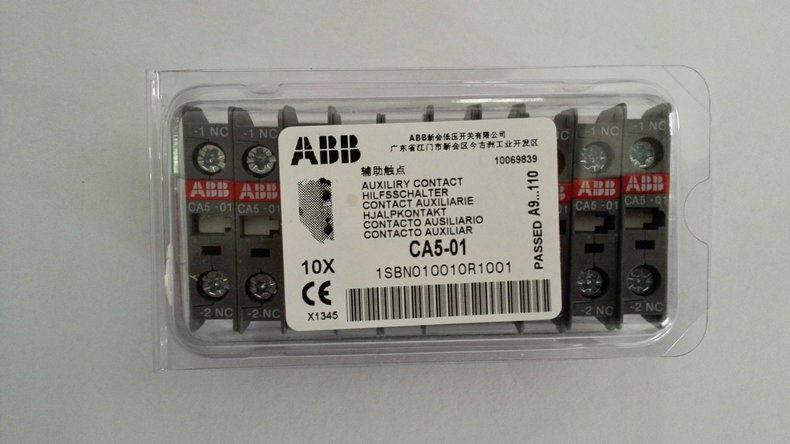 -1 NC
-1 NC
ABB
ABB
CA5-01
CA5-01
-2 NC
-2 NC
ABB
ABB新会低压开关有限公司
广东省江门市新会区今古洲工业开发区
10069839
辅助触点
AUXILIRY CONTACT
HILFSSCHALTER
CONTACT AUXILIARIE
HJALPKONTAKT
CONTACTO AUSILIARIO
CONTACTO AUXILIAR
CA5-01
10X
1SBN010010R1001
CE
X1345
PASSED A9...110
-1 NC
-1 NC
ABB
ABB
CA5-01
CA5-01
-2 NC
-2 NC